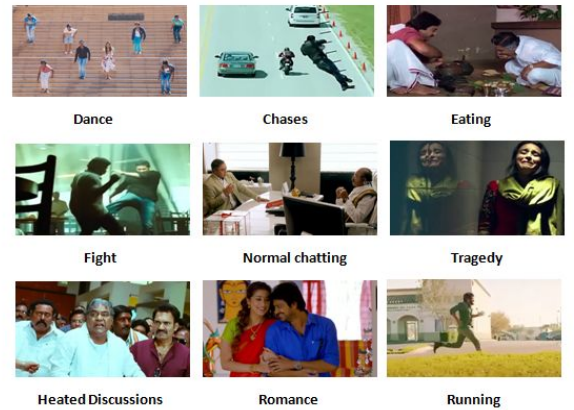 Dance
Chases
Eating
Fight
Normal chatting
Tragedy
Heated Discussions
Romance
Running